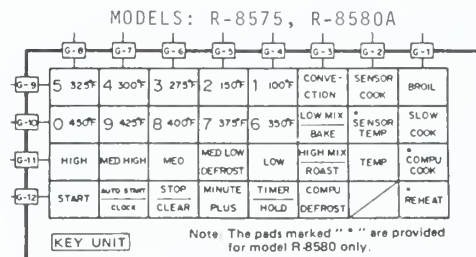 MODELS: R-8575, R-8580A
G-8 G-7 G-6 G-5 G-4 G-3 G-2 G-1
G-9 5 325°F 4 300°F 3 275°F 2 150°F 1 100°F CONVE- SENSOR BROIL
CTION COOK
G-10 0 450°F 9 425°F 8 400°F 7 375°F 6 350°F LOW MIX * SENSOR SLOW
BAKE TEMP COOK
G-11 HIGH MED HIGH MED MED LOW LOW HIGH MIX TEMP * COMPU
DEFROST ROAST COOK
G-12 START AUTO START STOP MINUTE TIMER COMPU * REHEAT
CLOCK CLEAR PLUS HOLD DEFROST
KEY UNIT
Note: The pads marked " * " are provided
for model R-8580 only.